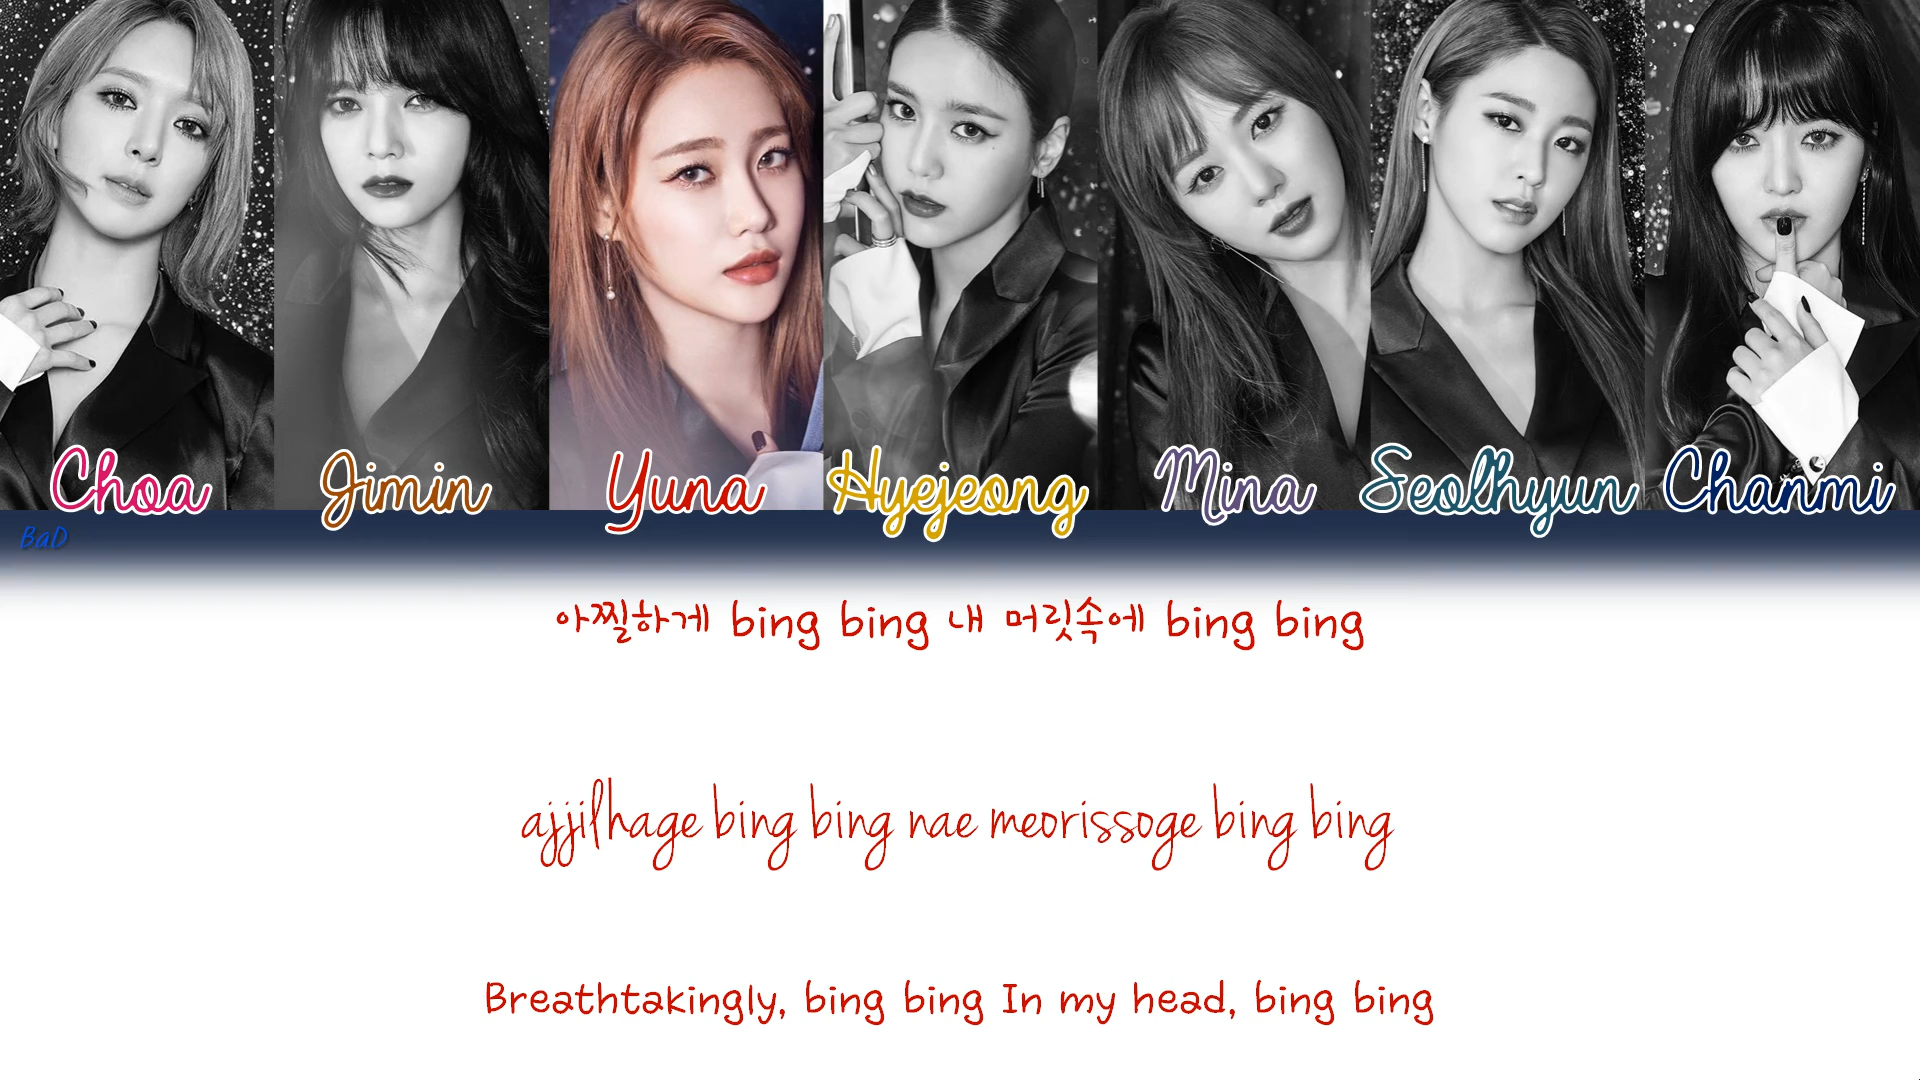 Choa Jimin Yuna Hyejeong Mina Seolhyun Chanmi
BaD
아찔하게 bing bing 내 머릿속에 bing bing
ajjilhage bing bing nae meorissoge bing bing
Breathtakingly, bing bing In my head, bing bing